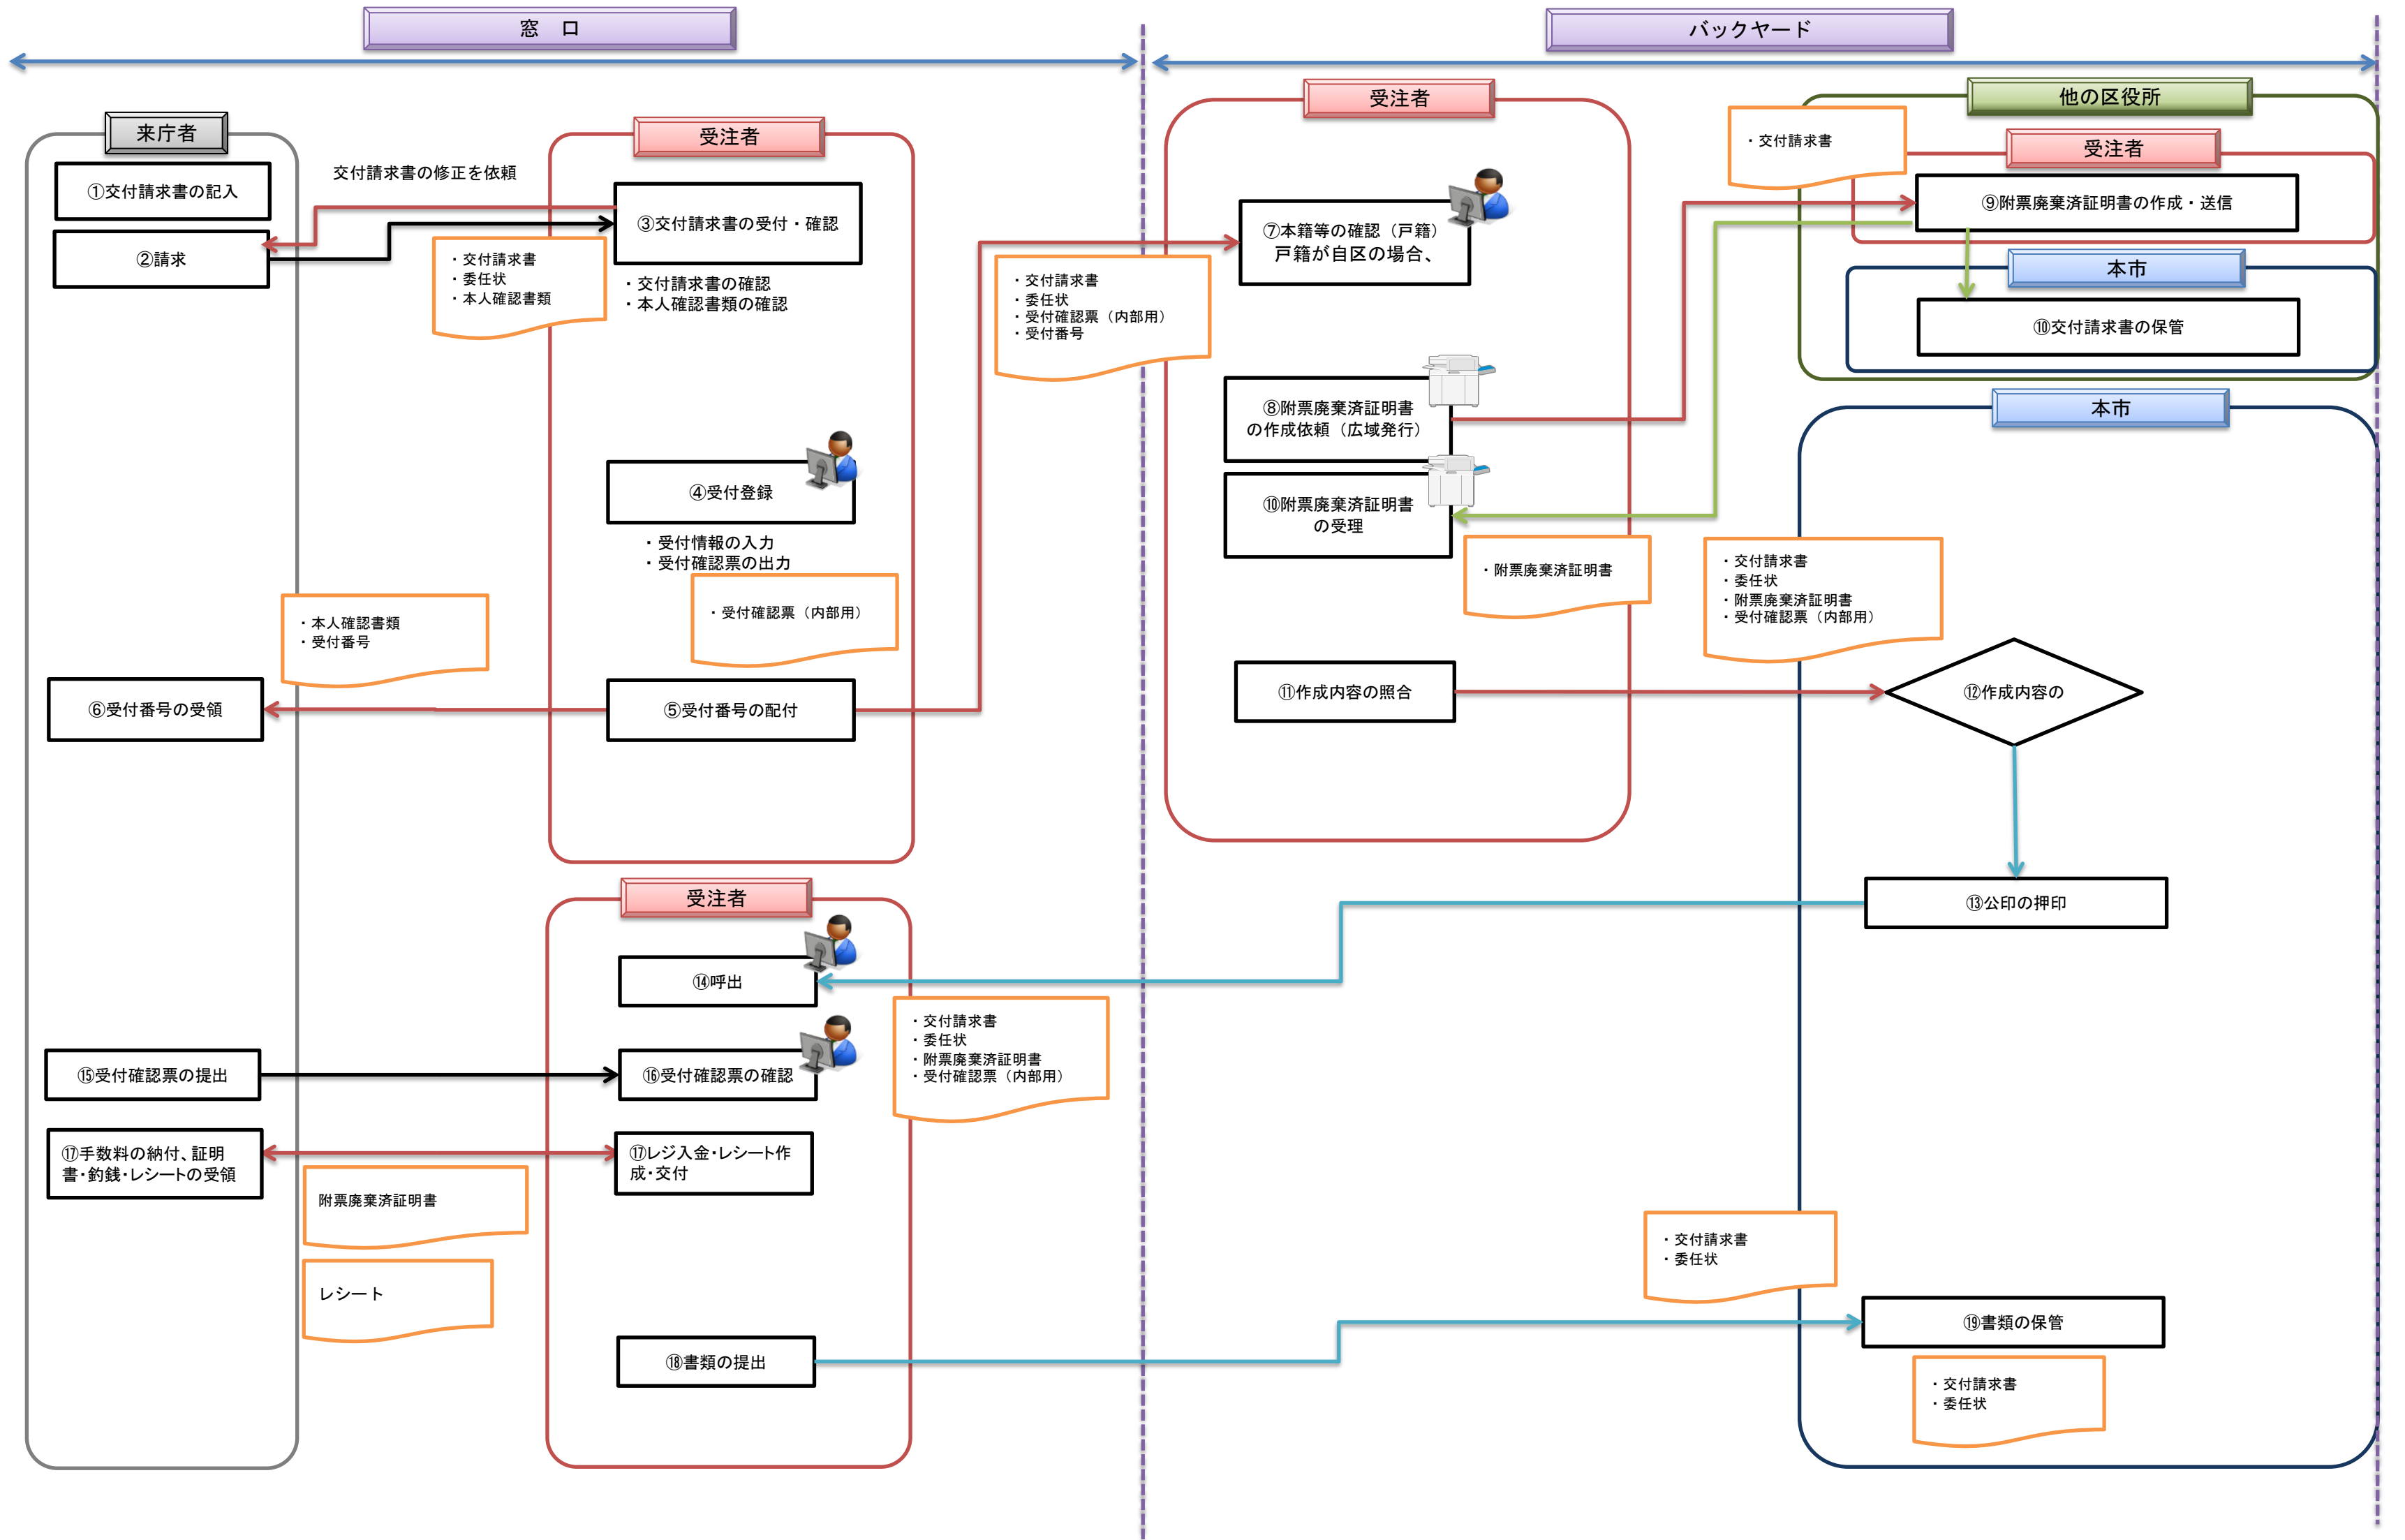 窓　口
バックヤード
来庁者
①交付請求書の記入
②請求
交付請求書の修正を依頼
受注者
③交付請求書の受付・確認
・交付請求書の確認
・本人確認書類の確認
・交付請求書
・委任状
・本人確認書類
④受付登録
・受付情報の入力
・受付確認票の出力
・受付確認票（内部用）
・本人確認書類
・受付番号
⑥受付番号の受領
⑤受付番号の配付
・交付請求書
・委任状
・受付確認票（内部用）
・受付番号
受注者
⑦本籍等の確認（戸籍）
戸籍が自区の場合、
⑧附票廃棄済証明書
の作成依頼（広域発行）
⑩附票廃棄済証明書
の受理
・附票廃棄済証明書
⑪作成内容の照合
他の区役所
・交付請求書
受注者
⑨附票廃棄済証明書の作成・送信
本市
⑩交付請求書の保管
本市
・交付請求書
・委任状
・附票廃棄済証明書
・受付確認票（内部用）
⑫作成内容の
⑬公印の押印
受注者
⑭呼出
・交付請求書
・委任状
・附票廃棄済証明書
・受付確認票（内部用）
⑮受付確認票の提出
⑯受付確認票の確認
⑰手数料の納付、証明
書・釣銭・レシートの受領
⑰レジ入金・レシート作
成・交付
附票廃棄済証明書
レシート
⑱書類の提出
・交付請求書
・委任状
⑲書類の保管
・交付請求書
・委任状